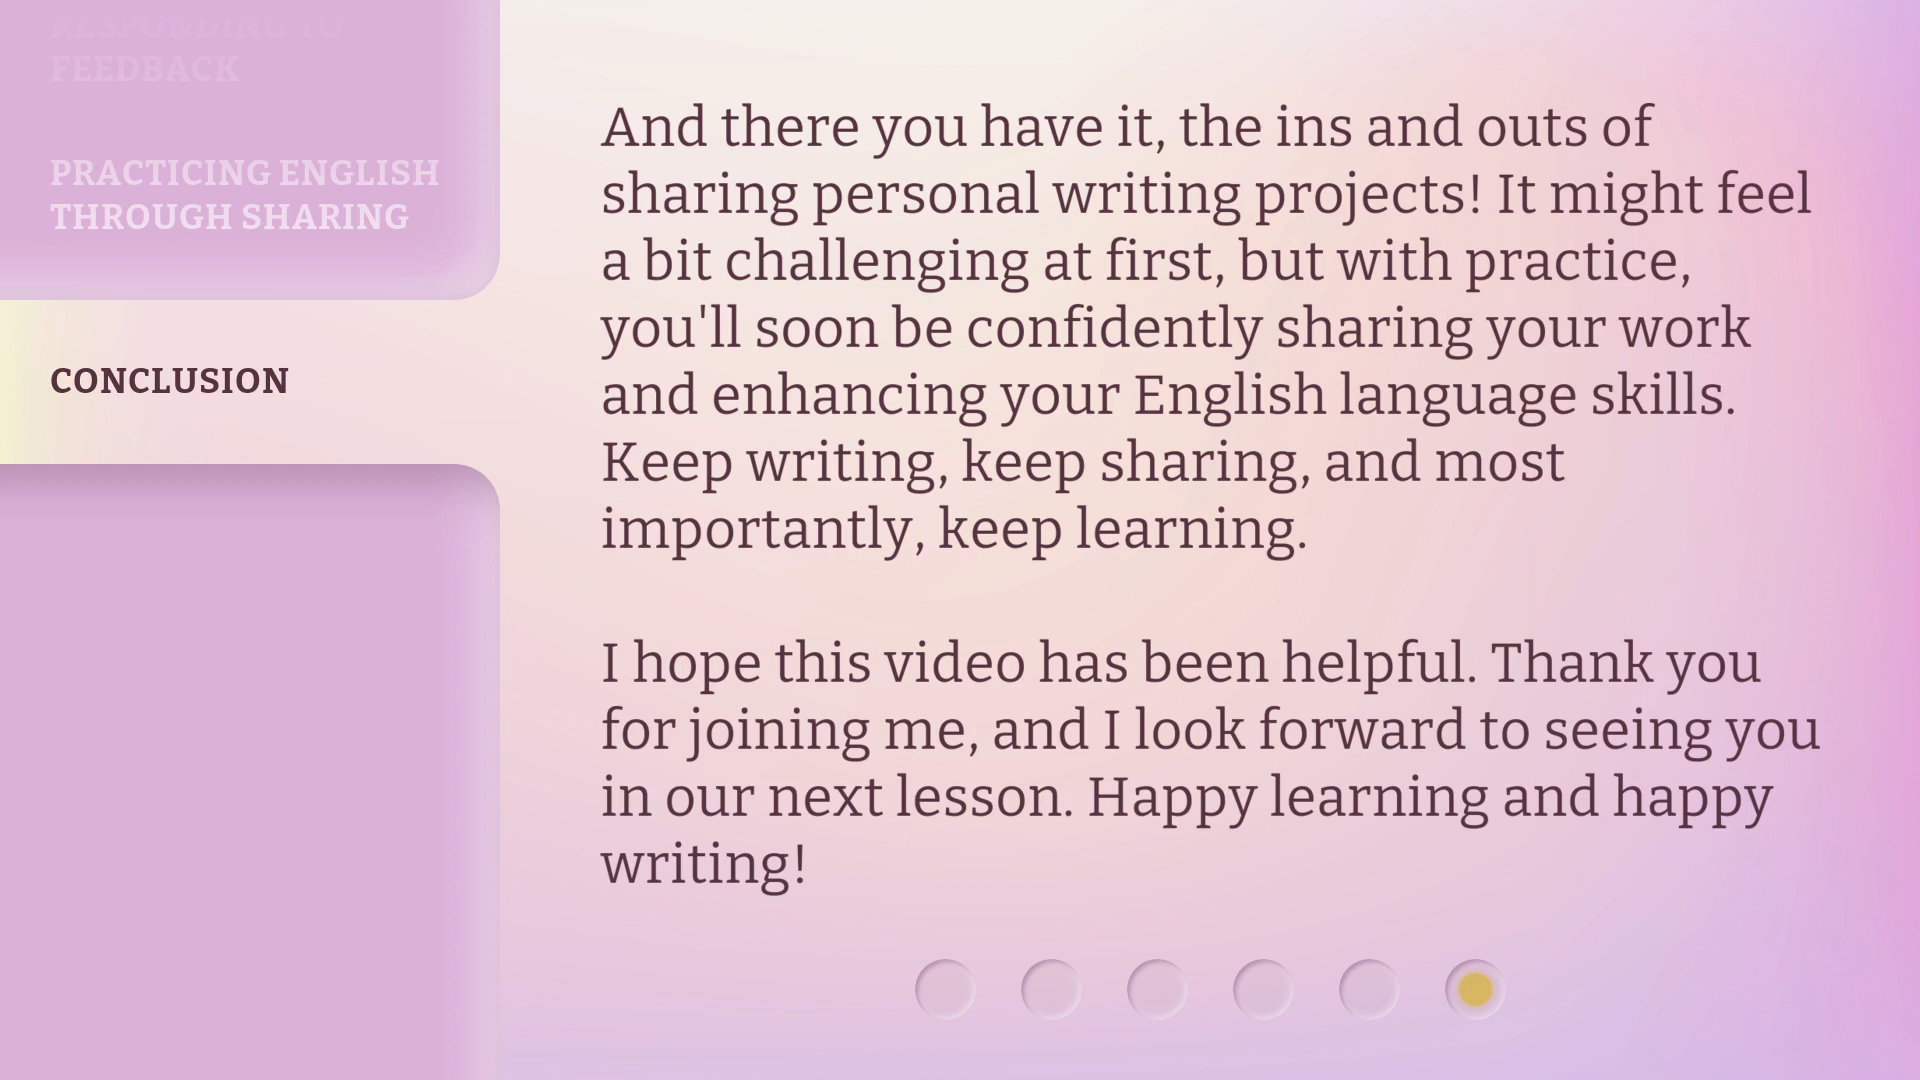 RESPONDING TO
FEEDBACK
PRACTICING ENGLISH
THROUGH SHARING
CONCLUSION
And there you have it, the ins and outs of
sharing personal writing projects! It might feel
a bit challenging at first, but with practice,
you'll soon be confidently sharing your work
and enhancing your English language skills.
Keep writing, keep sharing, and most
importantly, keep learning.
I hope this video has been helpful. Thank you
for joining me, and I look forward to seeing you
in our next lesson. Happy learning and happy
writing!